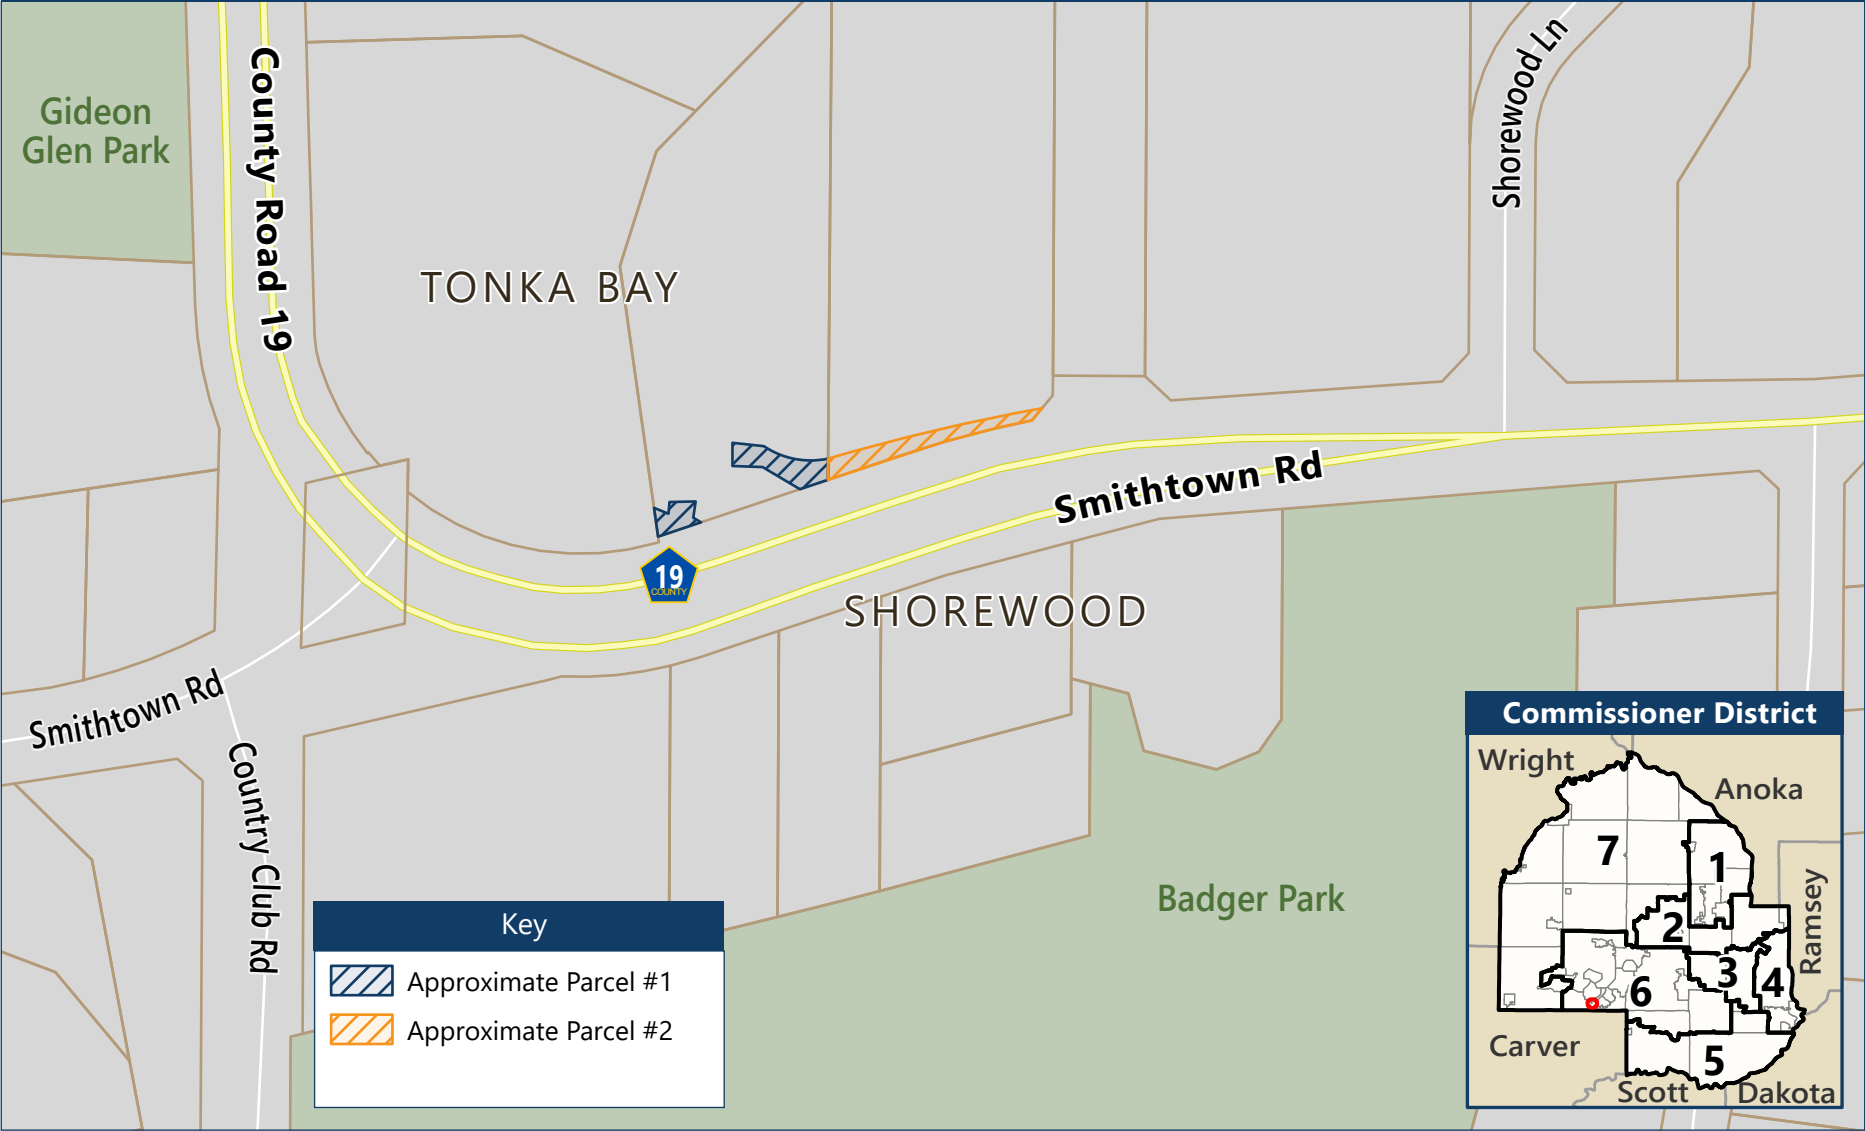 Gideon
Glen Park
County Road 19
Shorewood Ln
TONKA BAY
Smithtown Rd
19
COUNTY
SHOREWOOD
Smithtown Rd
Country Club Rd
Badger Park
Key
Approximate Parcel #1
Approximate Parcel #2
Commissioner District
Wright
Anoka
7
1
2
Ramsey
3
4
6
Carver
5
Scott
Dakota